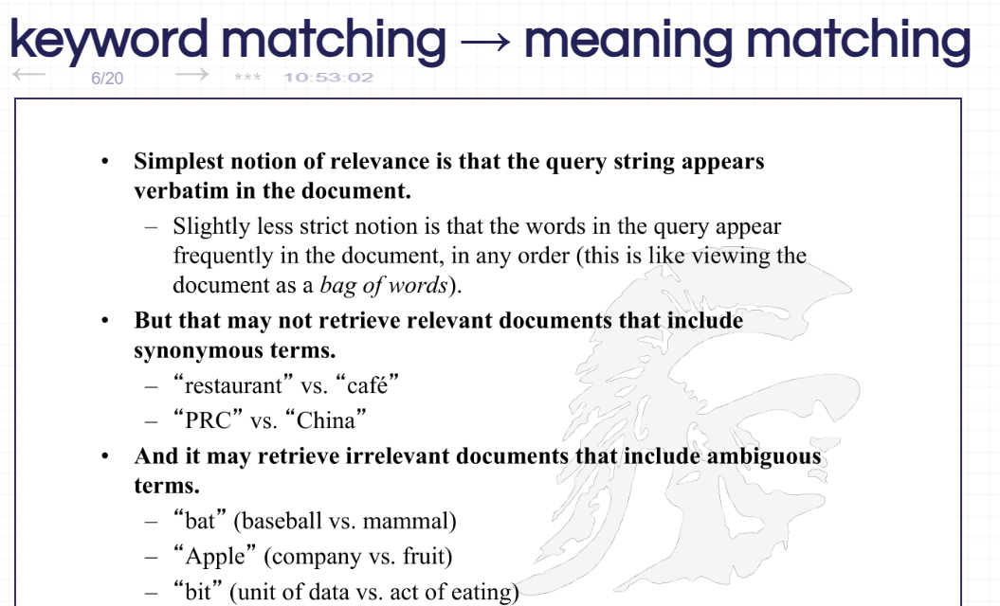 keyword matching → meaning matching
← 6/20 → *** 10:53:02
• Simplest notion of relevance is that the query string appears
verbatim in the document.
– Slightly less strict notion is that the words in the query appear
frequently in the document, in any order (this is like viewing the
document as a bag of words).
• But that may not retrieve relevant documents that include
synonymous terms.
– “restaurant” vs. “café”
– “PRC” vs. “China”
• And it may retrieve irrelevant documents that include ambiguous
terms.
– “bat” (baseball vs. mammal)
– “Apple” (company vs. fruit)
– “bit” (unit of data vs. act of eating)